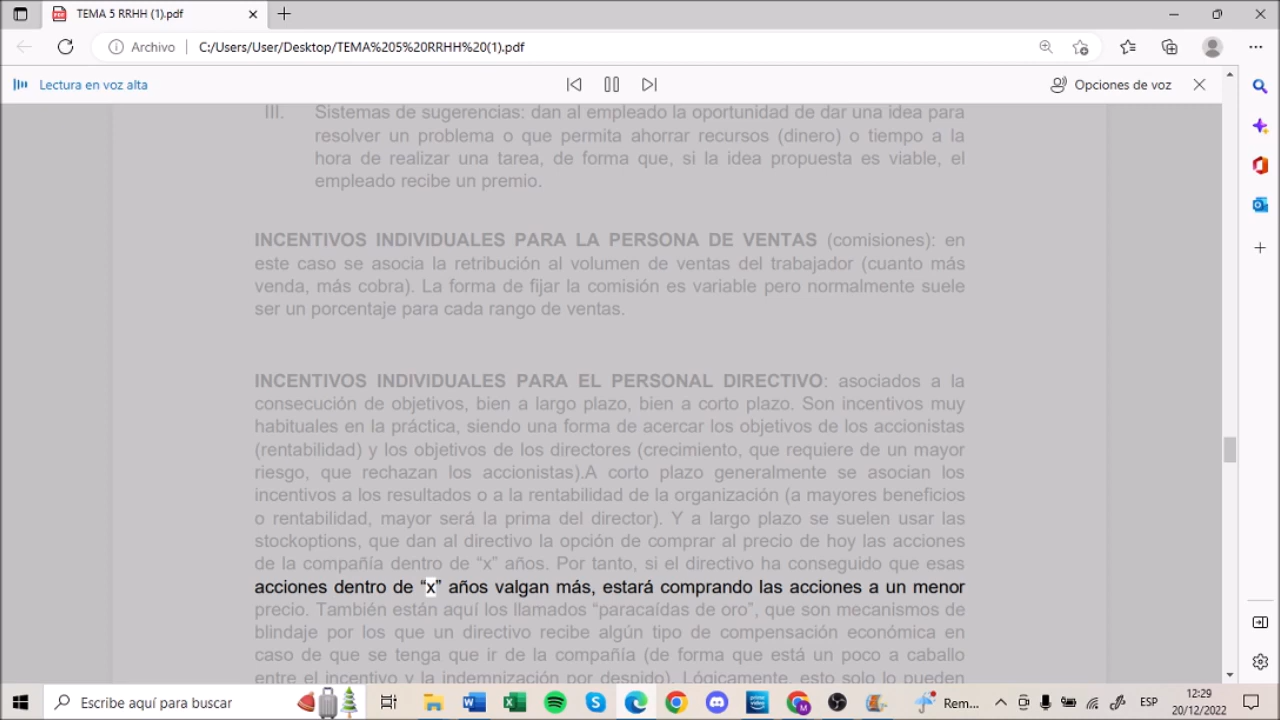 TEMA 5 RRHH (1).pdf
Archivo
C:/Users/User/Desktop/TEMA%205%20RRHH%20(1).pdf
Lectura en voz alta
Opciones de voz
III. Sistemas de sugerencias: dan al empleado la oportunidad de dar una idea para
resolver un problema o que permita ahorrar recursos (dinero) o tiempo a la
hora de realizar una tarea, de forma que, si la idea propuesta es viable, el
empleado recibe un premio.
INCENTIVOS INDIVIDUALES PARA LA PERSONA DE VENTAS (comisiones): en
este caso se asocia la retribución al volumen de ventas del trabajador (cuanto más
venda, más cobra). La forma de fijar la comisión es variable pero normalmente suele
ser un porcentaje para cada rango de ventas.
INCENTIVOS INDIVIDUALES PARA EL PERSONAL DIRECTIVO: asociados a la
consecución de objetivos, bien a largo plazo, bien a corto plazo. Son incentivos muy
habituales en la práctica, siendo una forma de acercar los objetivos de los accionistas
(rentabilidad) y los objetivos de los directores (crecimiento, que requiere de un mayor
riesgo, que rechazan los accionistas).A corto plazo generalmente se asocian los
incentivos a los resultados o a la rentabilidad de la organización (a mayores beneficios
o rentabilidad, mayor será la prima del director). Y a largo plazo se suelen usar las
stockoptions, que dan al directivo la opción de comprar al precio de hoy las acciones
de la compañía dentro de “x” años. Por tanto, si el directivo ha conseguido que esas
acciones dentro de “x” años valgan más, estará comprando las acciones a un menor
precio. También están aquí los llamados “paracaídas de oro”, que son mecanismos de
blindaje por los que un directivo recibe algún tipo de compensación económica en
caso de que se tenga que ir de la compañía (de forma que está un poco a caballo
entre el incentivo y la indemnización por despido). Lógicamente, esto solo lo pueden
Escribe aquí para buscar.
Rem...
ESP
12:29
20/12/2022